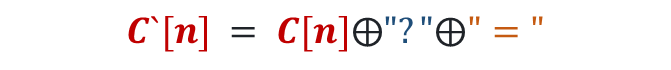 C`[n] = C[n]⊕"? "⊕" = "